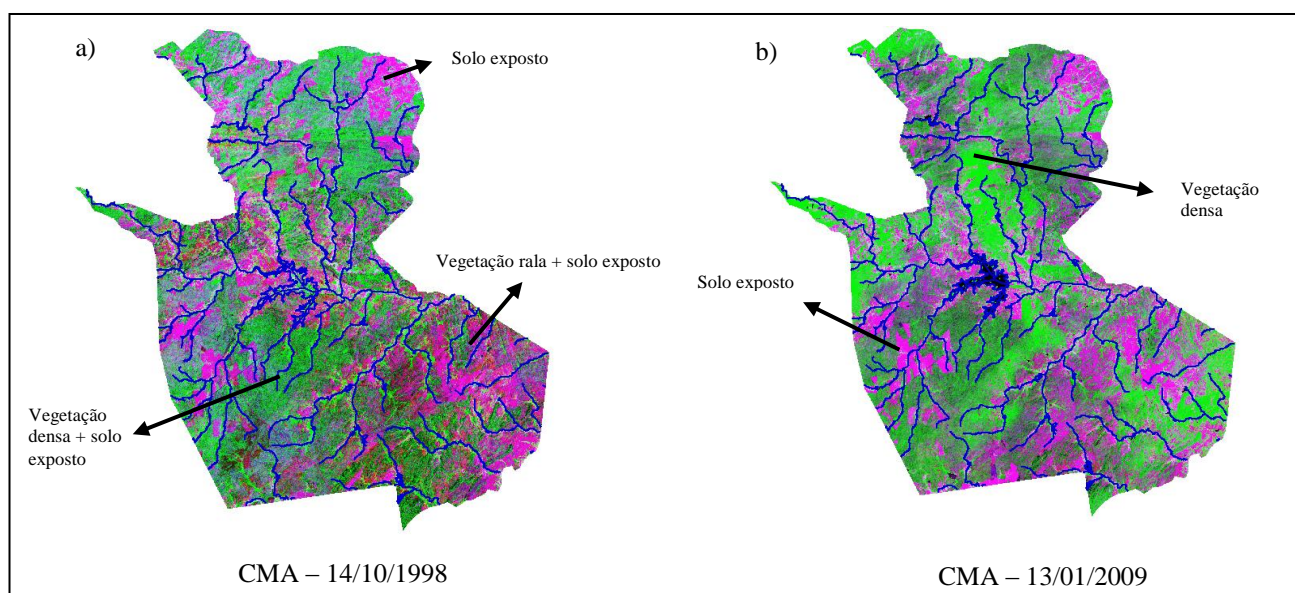 a)
Solo exposto
Vegetação rala + solo exposto
Vegetação
densa + solo
exposto
CMA – 14/10/1998
b)
Vegetação
densa
Solo exposto
CMA – 13/01/2009